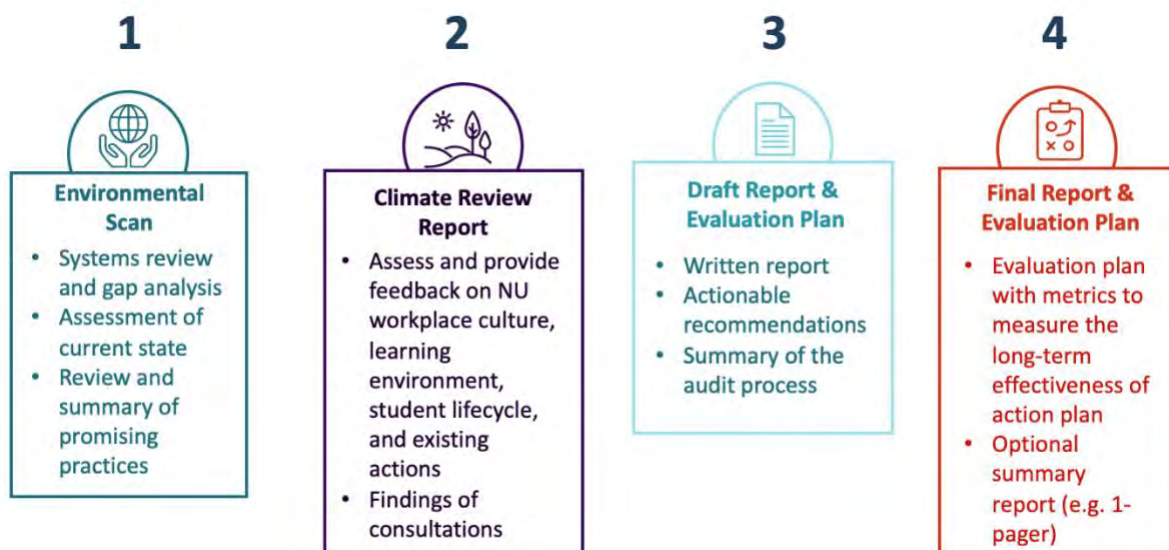 1
2
3
4
Environmental
Scan
• Systems review
and gap analysis
• Assessment of
current state
• Review and
summary of
promising
practices
Climate Review
Report
• Assess and provide
feedback on NU
workplace culture,
learning
environment,
student lifecycle,
and existing
actions
• Findings of
consultations
Draft Report &
Evaluation Plan
• Written report
• Actionable
recommendations
• Summary of the
audit process
Final Report &
Evaluation Plan
• Evaluation plan
with metrics to
measure the
long-term
effectiveness of
action plan
• Optional
summary
report (e.g. 1-
pager)